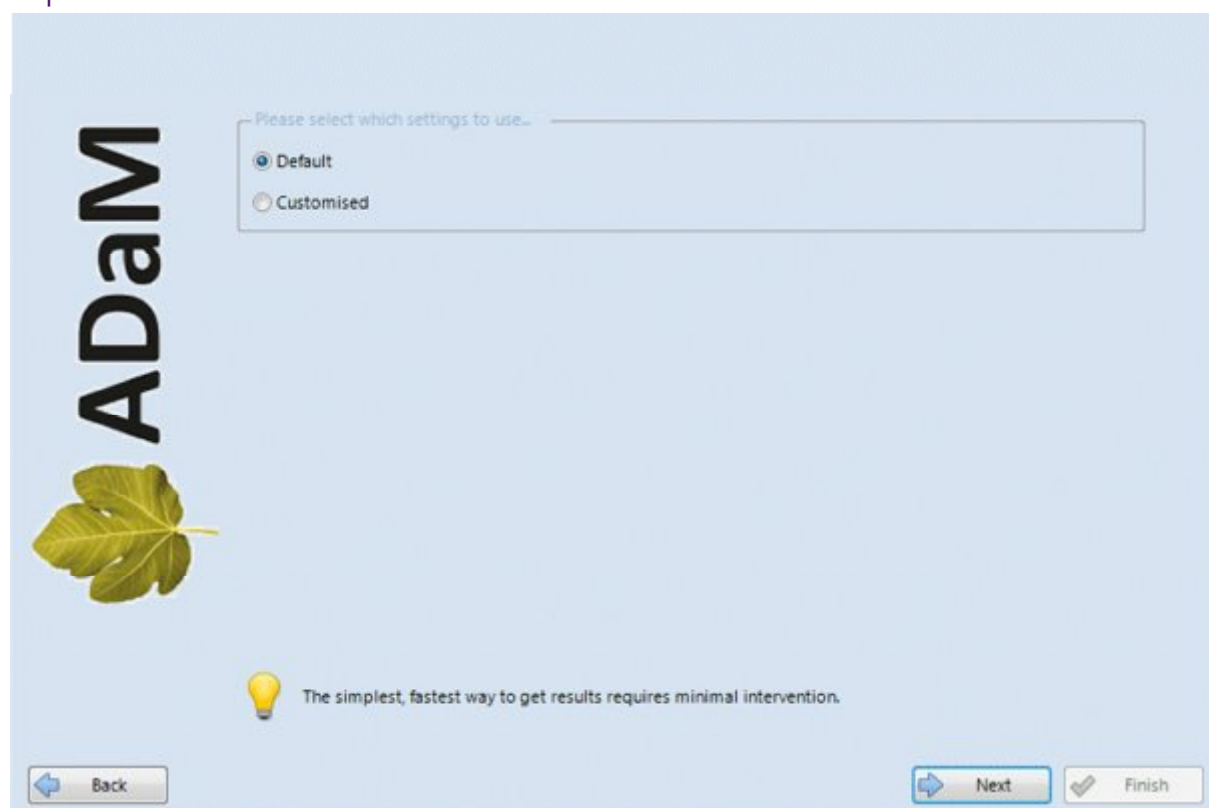 ADaM
Please select which settings to use...
Default
Customised
The simplest, fastest way to get results requires minimal intervention.
Back
Next
Finish